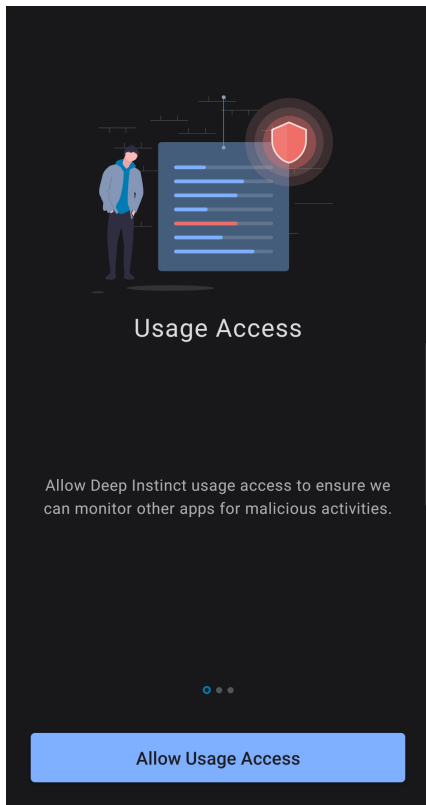 Usage Access
Allow Deep Instinct usage access to ensure we
can monitor other apps for malicious activities.
Allow Usage Access